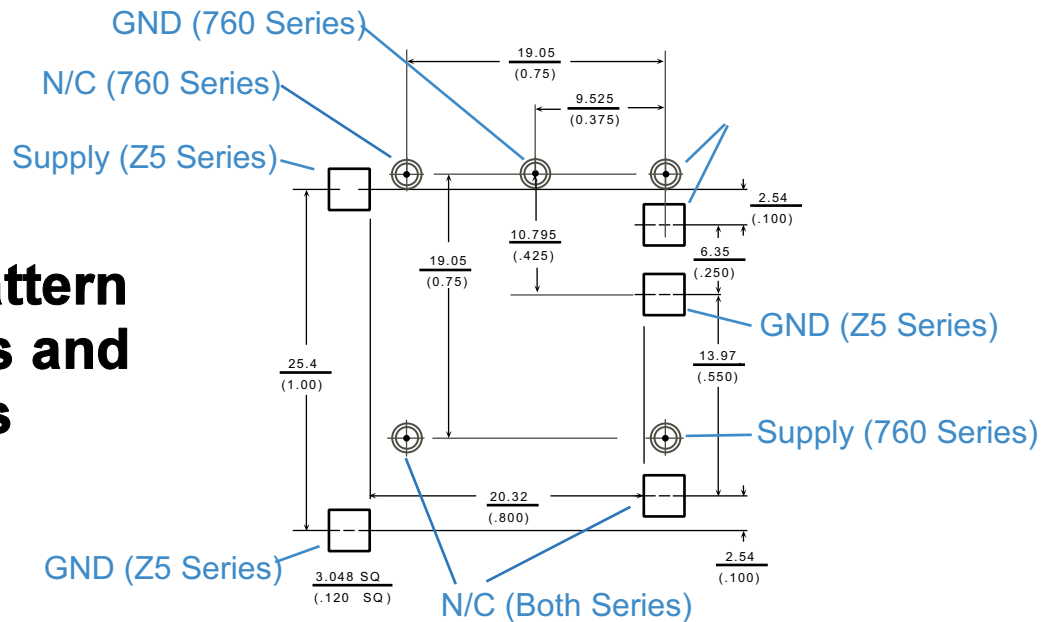 GND (760 Series)
N/C (760 Series)
Supply (Z5 Series)
19.05
(0.75)
9.525
(0.375)
2.54
(.100)
10.795
(.425)
6.35
(.250)
19.05
(0.75)
ttern
s and
s
GND (Z5 Series)
25.4
(1.00)
13.97
(.550)
Supply (760 Series)
20.32
(.800)
GND (Z5 Series)
3.048 SQ
(.120 SQ)
2.54
(.100)
N/C (Both Series)